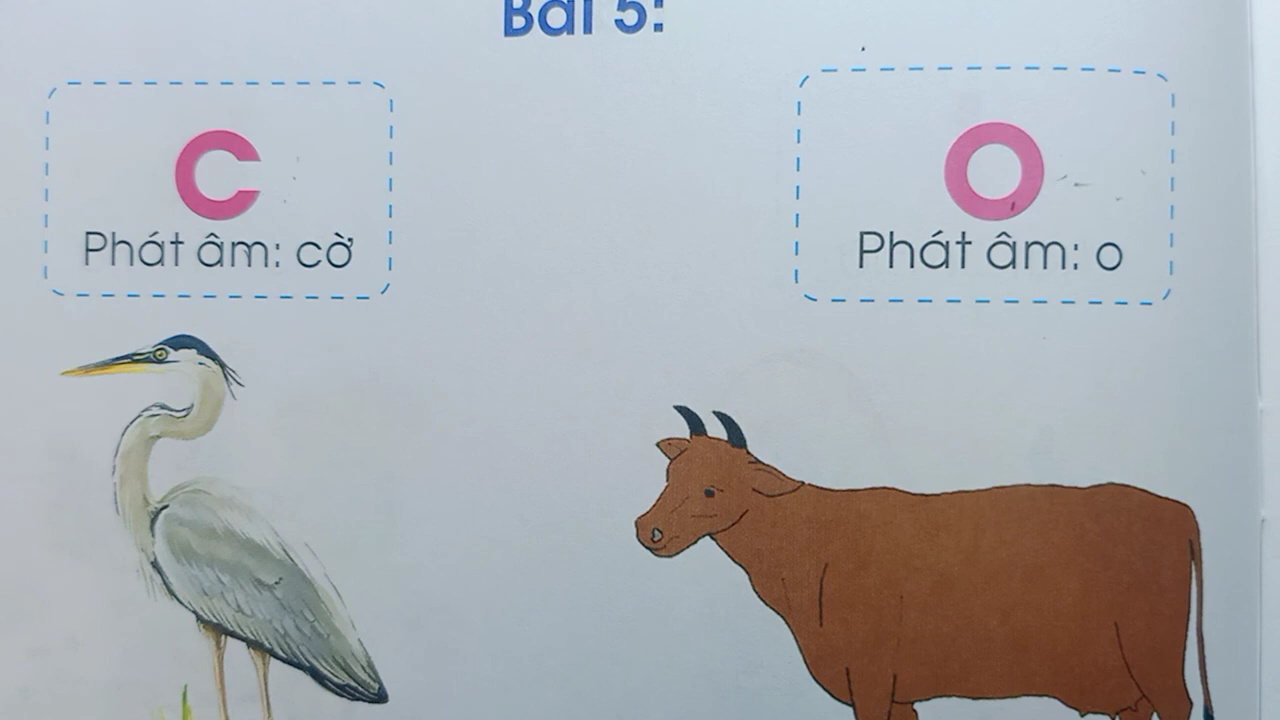 Bài 5:
c
Phát âm: cờ
o
Phát âm: o